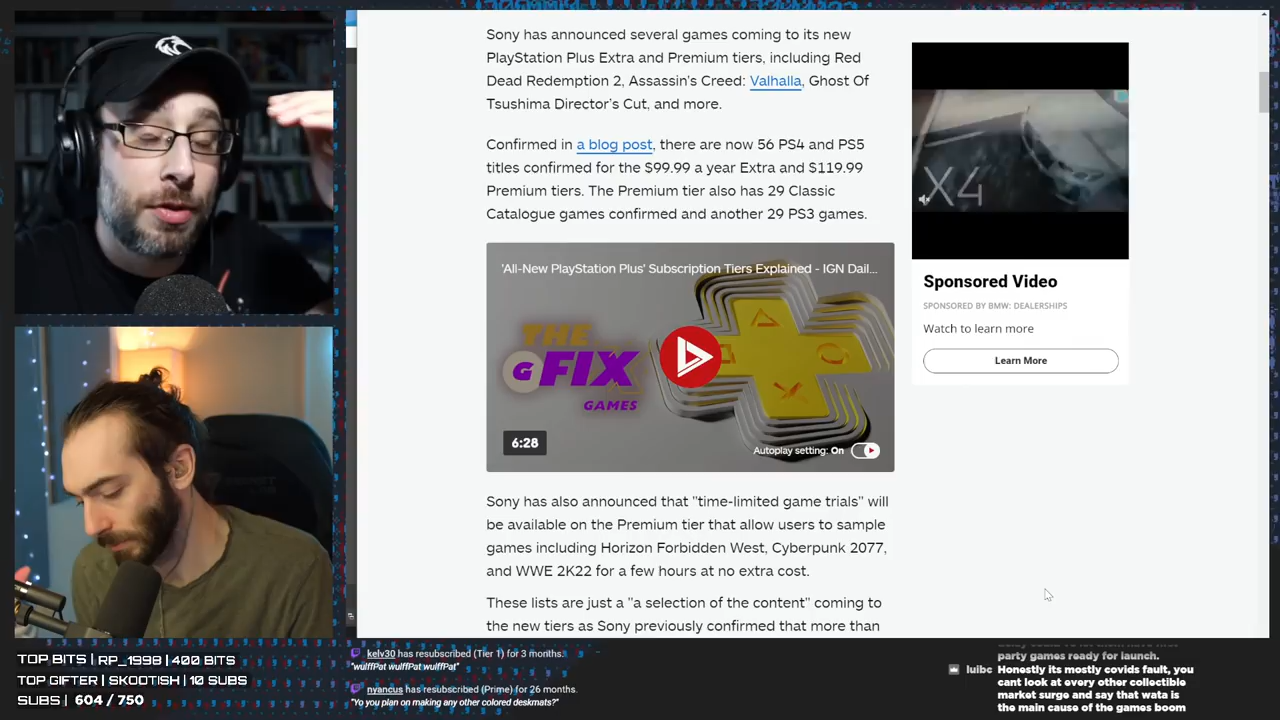 Sony has announced several games coming to its new
PlayStation Plus Extra and Premium tiers, including Red
Dead Redemption 2, Assassin's Creed: Valhalla, Ghost Of
Tsushima Director's Cut, and more.
Confirmed in a blog post, there are now 56 PS4 and PS5
titles confirmed for the $99.99 a year Extra and $119.99
Premium tiers. The Premium tier also has 29 Classic
Catalogue games confirmed and another 29 PS3 games.
'All-New PlayStation Plus' Subscription Tiers Explained - IGN Dail...
THE
G FIX
GAMES
6:28
Autoplay setting: On
Sony has also announced that "time-limited game trials" will
be available on the Premium tier that allow users to sample
games including Horizon Forbidden West, Cyberpunk 2077,
and WWE 2K22 for a few hours at no extra cost.
These lists are just a "a selection of the content" coming to
the new tiers as Sony previously confirmed that more than
X4
Sponsored Video
SPONSORED BY BMW: DEALERSHIPS
Watch to learn more
Learn More
TOP BITS | RP_1998 | 400 BITS
TOP GIFTER | SKOOTISH | 10 SUBS
SUBS | 604 / 750
kelv30 has resubscribed (Tier 1) for 3 months.
"wulffPat wulffPat wulffPat"
nyancus has resubscribed (Prime) for 26 months.
"Yo you plan on making any other colored deskmats?"
party games ready for launch.
luibc Honestly its mostly covids fault, you
cant look at every other collectible
market surge and say that wata is
the main cause of the games boom